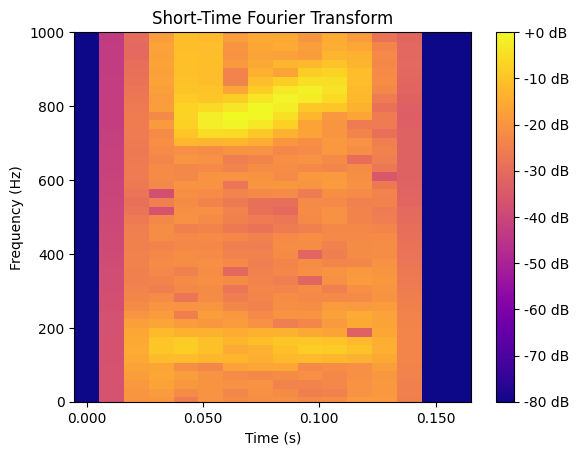 Short-Time Fourier Transform
1000
800
600
400
200
0
Frequency (Hz)
0.000
0.050
0.100
0.150
Time (s)
+0 dB
-10 dB
-20 dB
-30 dB
-40 dB
-50 dB
-60 dB
-70 dB
-80 dB